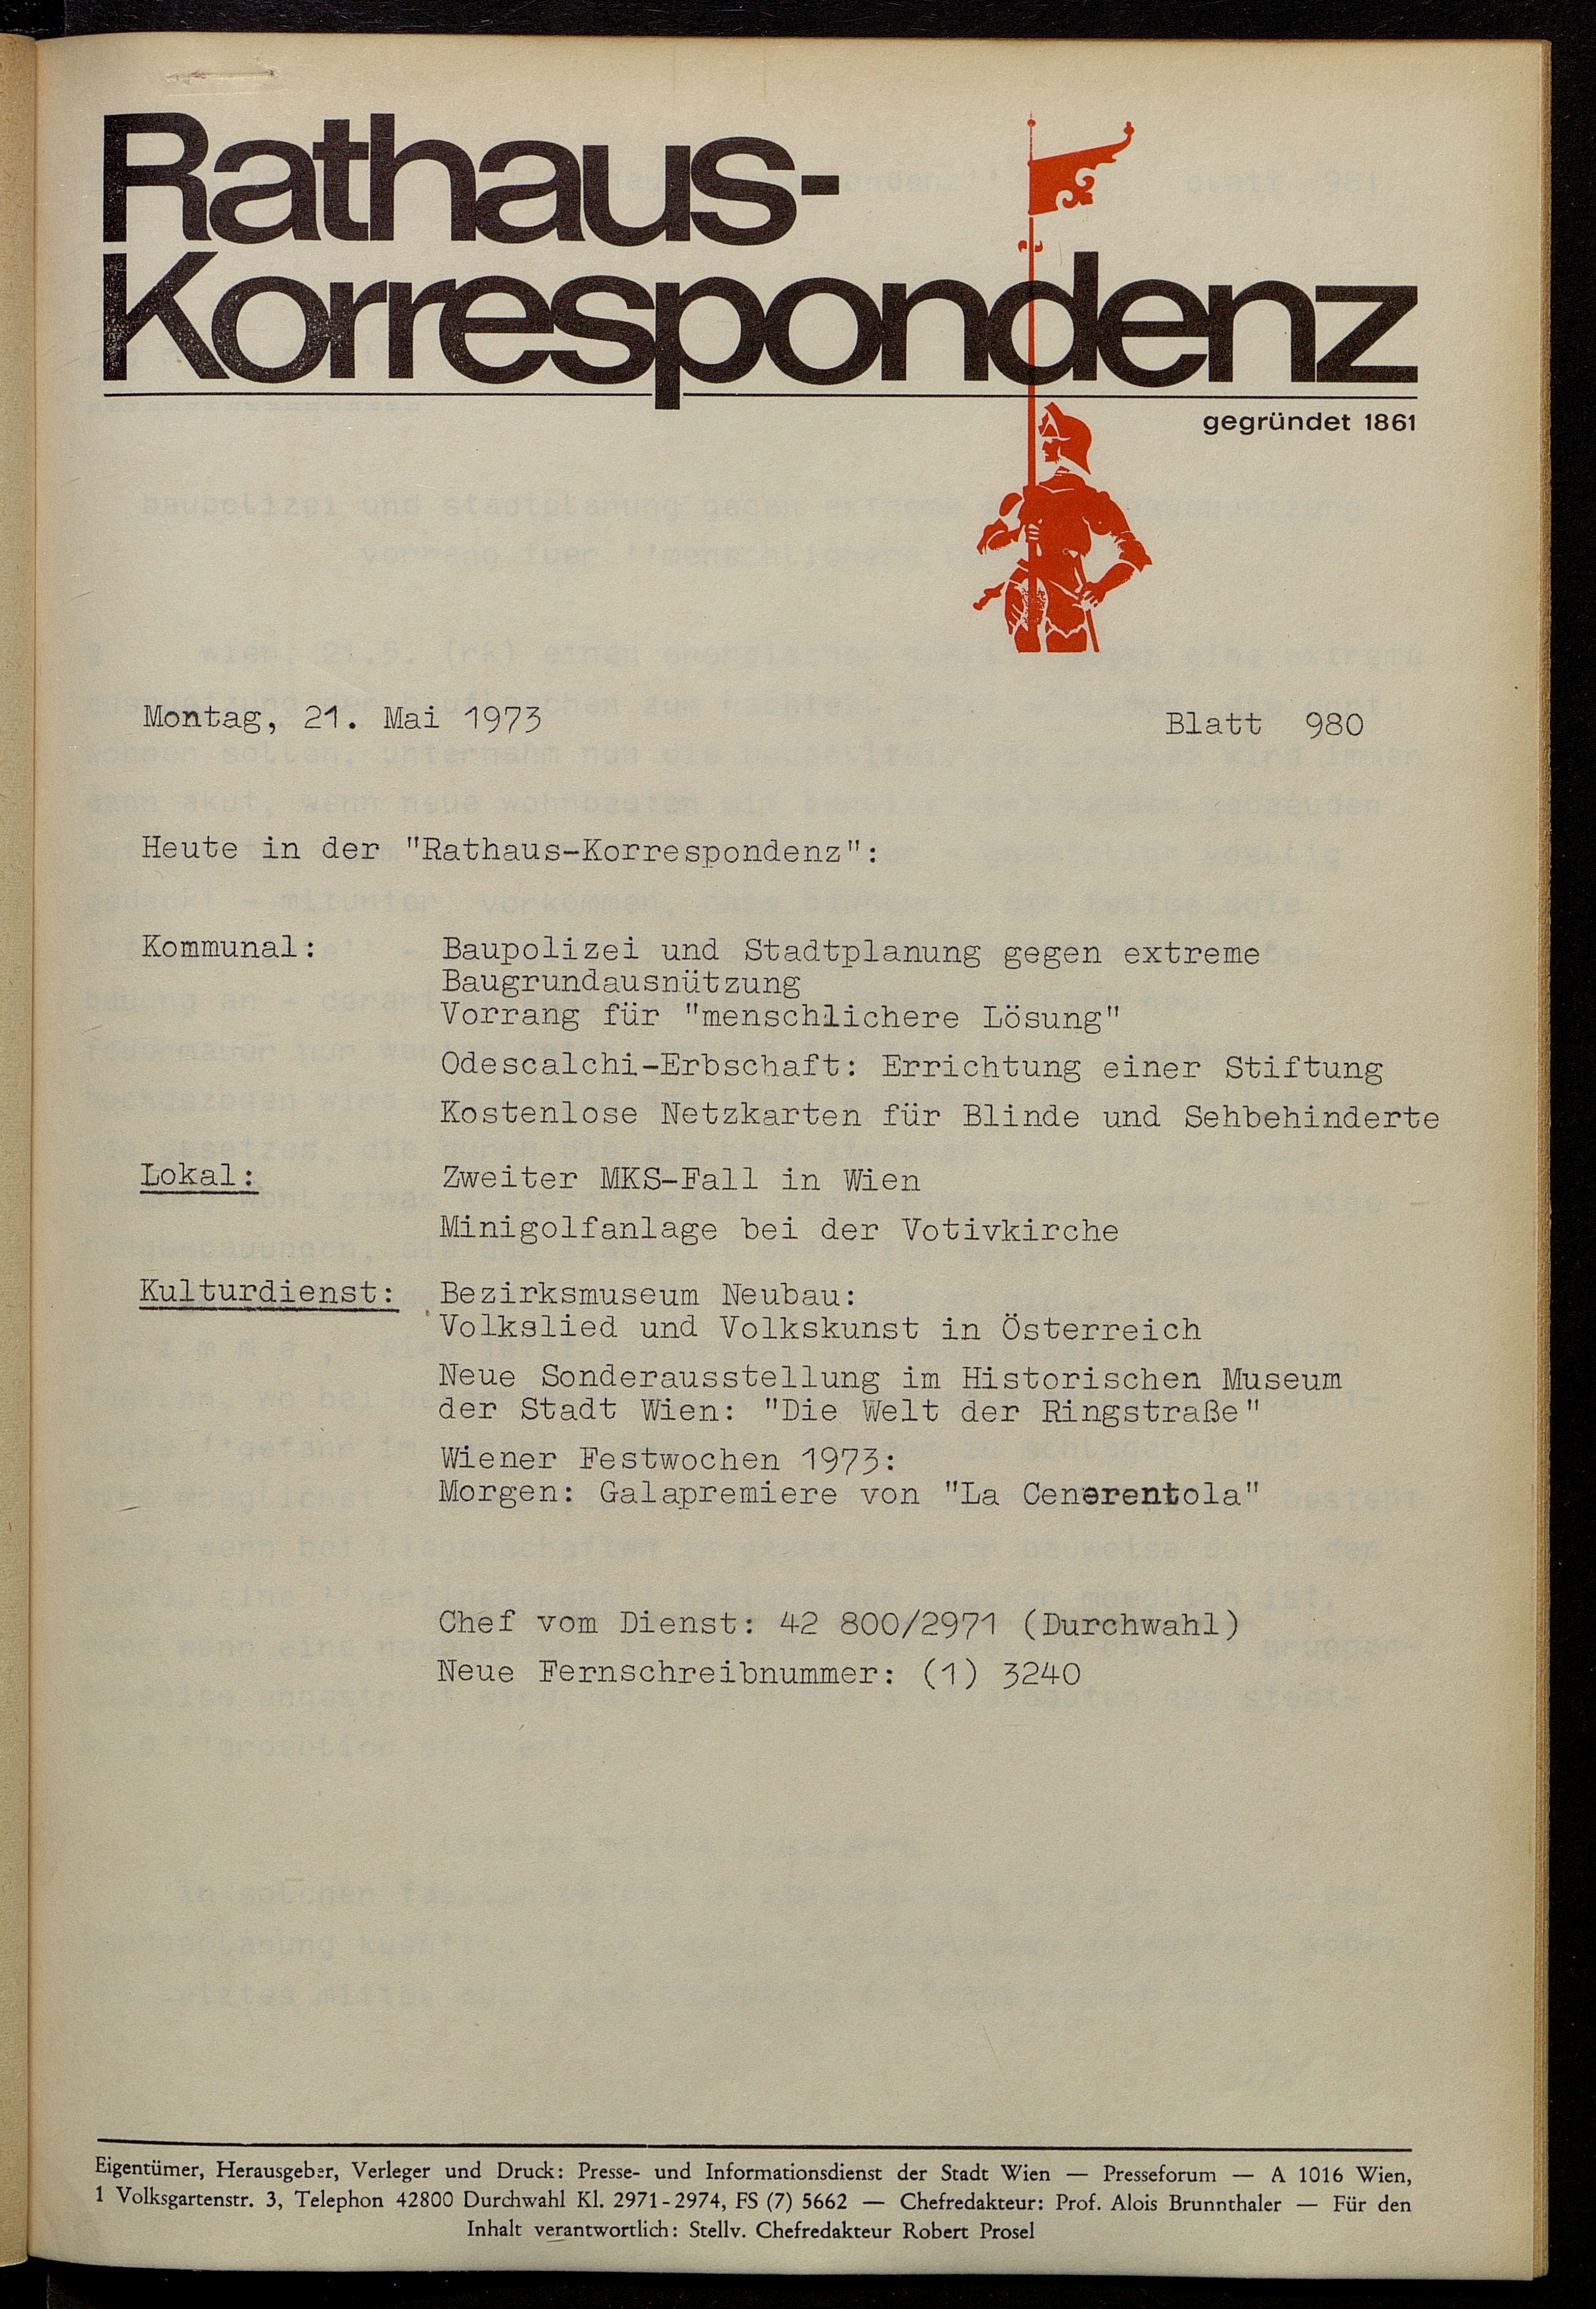 Rathaus-
Korrespondenz
gegründet 1861
Montag, 21. Mai 1973 Blatt 980
Heute in der "Rathaus-Korrespondenz":
Kommunal: Baupolizei und Stadtplanung gegen extreme
Baugrundausnützung
Vorrang für "menschlichere Lösung"
Odescalchi-Erbschaft: Errichtung einer Stiftung
Kostenlose Netzkarten für Blinde und Sehbehinderte
Lokal: Zweiter MKS-Fall in Wien
Minigolfanlage bei der Votivkirche
Kulturdienst: Bezirksmuseum Neubau:
Volkslied und Volkskunst in Österreich
Neue Sonderausstellung im Historischen Museum
der Stadt Wien: "Die Welt der Ringstraße"
Wiener Festwochen 1973:
Morgen: Galapremiere von "La Cenerentola"
Chef vom Dienst: 42 800/2971 (Durchwahl)
Neue Fernschreibnummer: (1) 3240
Eigentümer, Herausgeber, Verleger und Druck: Presse- und Informationsdienst der Stadt Wien — Presseforum — A 1016 Wien,
1 Volksgartenstr. 3, Telephon 42800 Durchwahl Kl. 2971-2974, FS (7) 5662 — Chefredakteur: Prof. Alois Brunnthaler — Für den
Inhalt verantwortlich: Stellv. Chefredakteur Robert Prosel